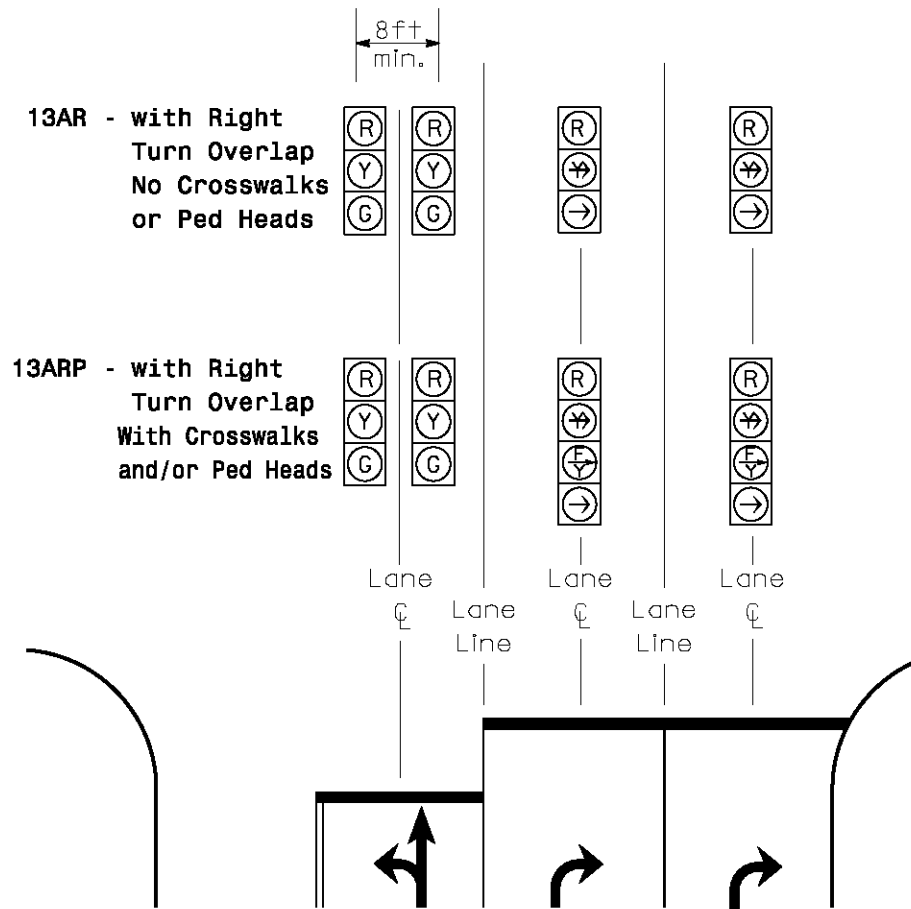 8ft
min.
13AR - with Right
Turn Overlap
No Crosswalks
or Ped Heads
R R R R
Y Y Y Y
G G
13ARP - with Right
Turn Overlap
With Crosswalks
and/or Ped Heads
R R R R
Y Y Y Y
G G F Y F Y
Lane ℄
Lane Line
Lane ℄
Lane Line
Lane ℄